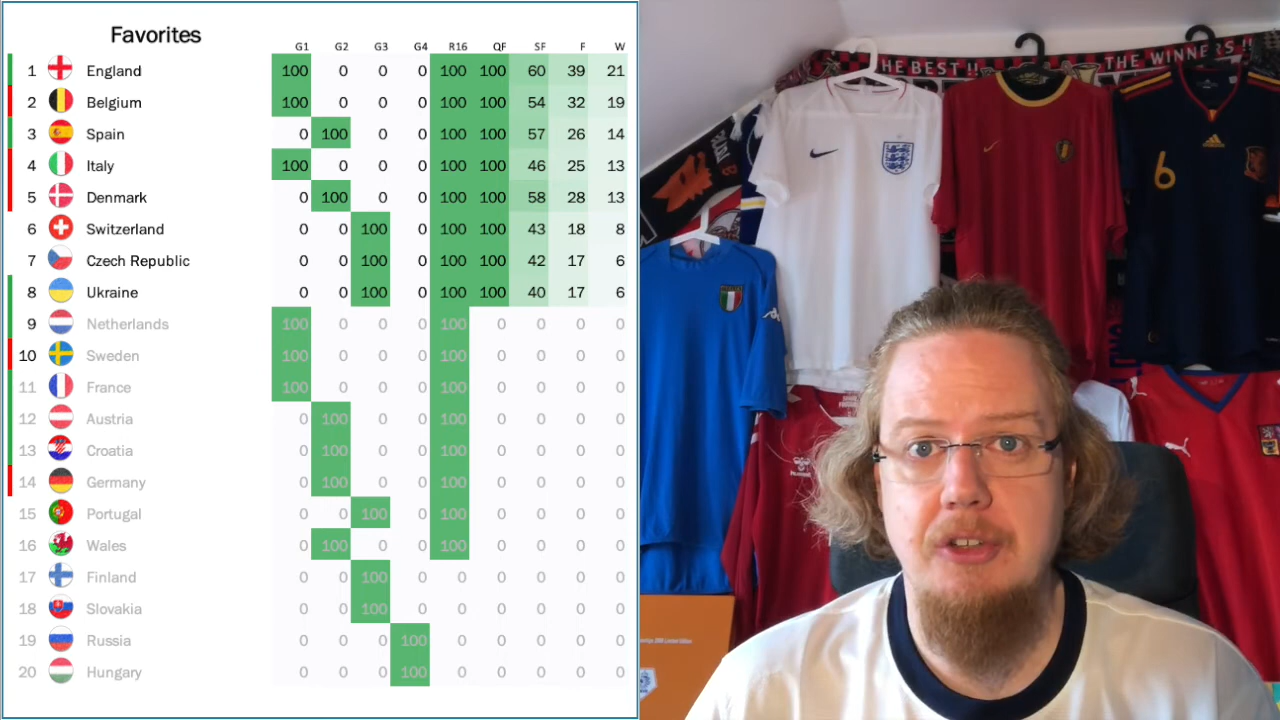 Favorites
G1 G2 G3 G4 R16 QF SF F W
1 England 100 0 0 0 100 100 60 39 21
2 Belgium 100 0 0 0 100 100 54 32 19
3 Spain 0 100 0 0 100 100 57 26 14
4 Italy 100 0 0 0 100 100 46 25 13
5 Denmark 0 100 0 0 100 100 58 28 13
6 Switzerland 0 0 100 0 100 100 43 18 8
7 Czech Republic 0 0 100 0 100 100 42 17 6
8 Ukraine 0 0 100 0 100 100 40 17 6
9 Netherlands 100 0 0 0 100 0 0 0 0
10 Sweden 100 0 0 0 100 0 0 0 0
11 France 100 0 0 0 100 0 0 0 0
12 Austria 0 100 0 0 100 0 0 0 0
13 Croatia 0 100 0 0 100 0 0 0 0
14 Germany 0 100 0 0 100 0 0 0 0
15 Portugal 0 0 100 0 100 0 0 0 0
16 Wales 0 100 0 0 100 0 0 0 0
17 Finland 0 0 100 0 0 0 0 0 0
18 Slovakia 0 0 100 0 0 0 0 0 0
19 Russia 0 0 0 100 0 0 0 0 0
20 Hungary 0 0 0 100 0 0 0 0 0
THE BEST !! THE WINNERS !!
6